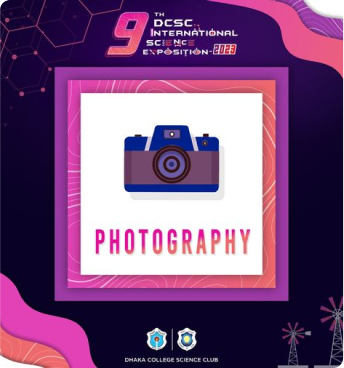 9TH
DCSC
INTERNATIONAL
SCIENCE
EXPOSITION-2023
PHOTOGRAPHY
DHAKA COLLEGE SCIENCE CLUB